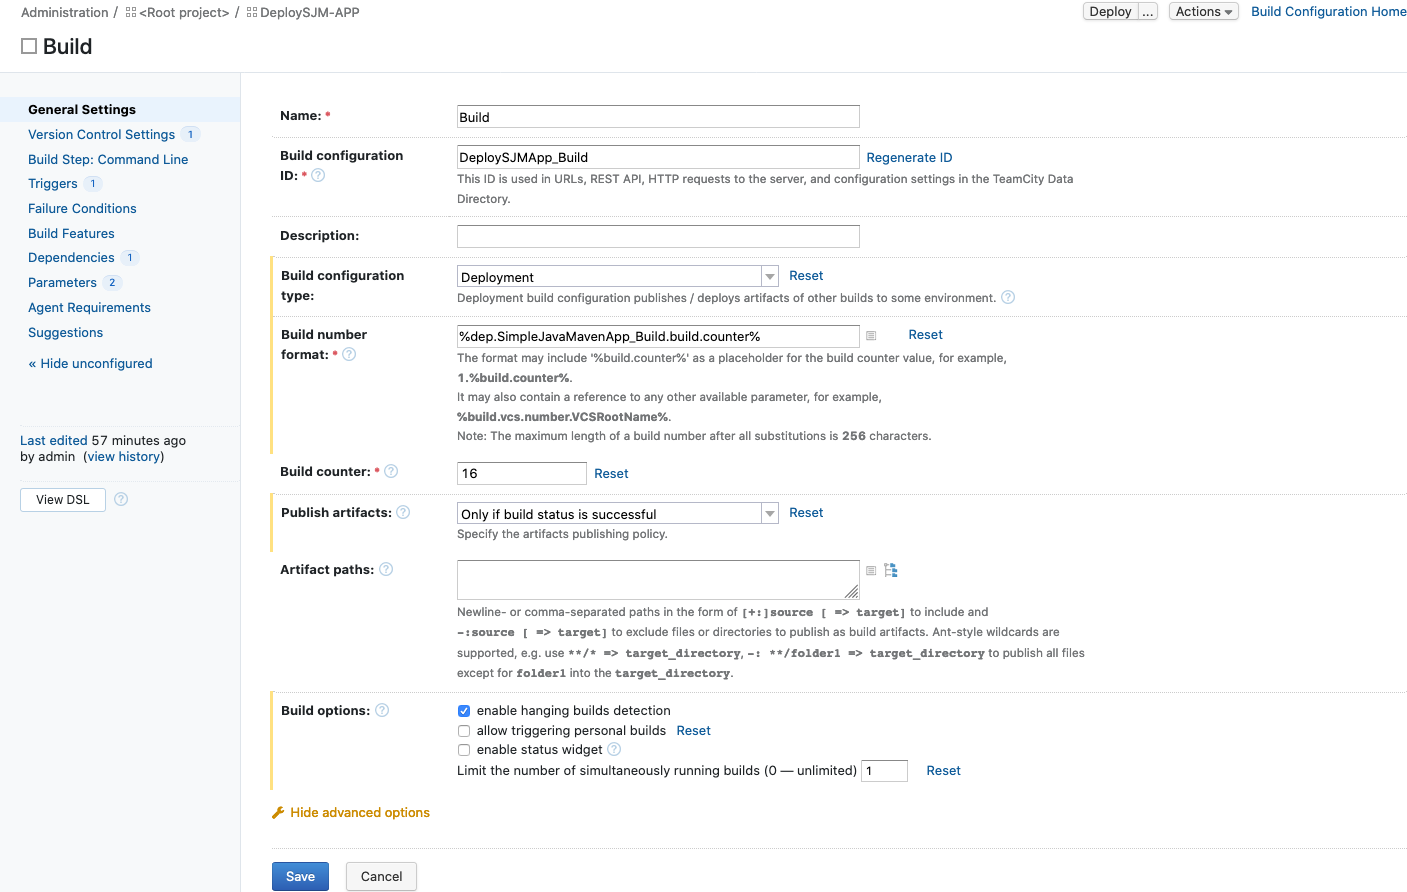 Administration / <Root project> / DeploySJM-APP
Deploy ... Actions Build Configuration Home
Build
General Settings
Version Control Settings 1
Build Step: Command Line
Triggers 1
Failure Conditions
Build Features
Dependencies 1
Parameters 2
Agent Requirements
Suggestions
« Hide unconfigured
Last edited 57 minutes ago
by admin (view history)
View DSL ?
Name: *
Build
Build configuration
ID: * ?
DeploySJMApp_Build Regenerate ID
This ID is used in URLs, REST API, HTTP requests to the server, and configuration settings in the TeamCity Data
Directory.
Description:
Build configuration
type:
Deployment Reset
Deployment build configuration publishes / deploys artifacts of other builds to some environment. ?
Build number
format: * ?
%dep.SimpleJavaMavenApp_Build.build.counter% Reset
The format may include '%build.counter%' as a placeholder for the build counter value, for example,
1.%build.counter%.
It may also contain a reference to any other available parameter, for example,
%build.vcs.number.VCSRootName%.
Note: The maximum length of a build number after all substitutions is 256 characters.
Build counter: * ?
16 Reset
Publish artifacts: ?
Only if build status is successful Reset
Specify the artifacts publishing policy.
Artifact paths: ?
Newline- or comma-separated paths in the form of [+:]source [ => target] to include and
-:source [ => target] to exclude files or directories to publish as build artifacts. Ant-style wildcards are
supported, e.g. use **/* => target_directory, -: **/folder1 => target_directory to publish all files
except for folder1 into the target_directory.
Build options: ?
enable hanging builds detection
allow triggering personal builds Reset
enable status widget ?
Limit the number of simultaneously running builds (0 — unlimited) 1 Reset
Hide advanced options
Save Cancel